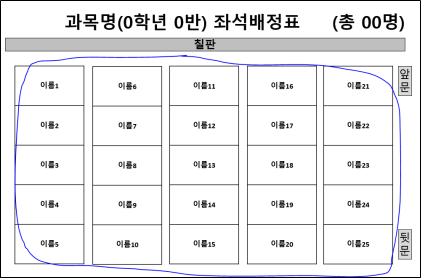 과목명(0학년 0반) 좌석배정표 (총 00명)
칠판
이름1 이름6 이름11 이름16 이름21 앞문
이름2 이름7 이름12 이름17 이름22
이름3 이름8 이름13 이름18 이름23
이름4 이름9 이름14 이름19 이름24
이름5 이름10 이름15 이름20 이름25 뒷문